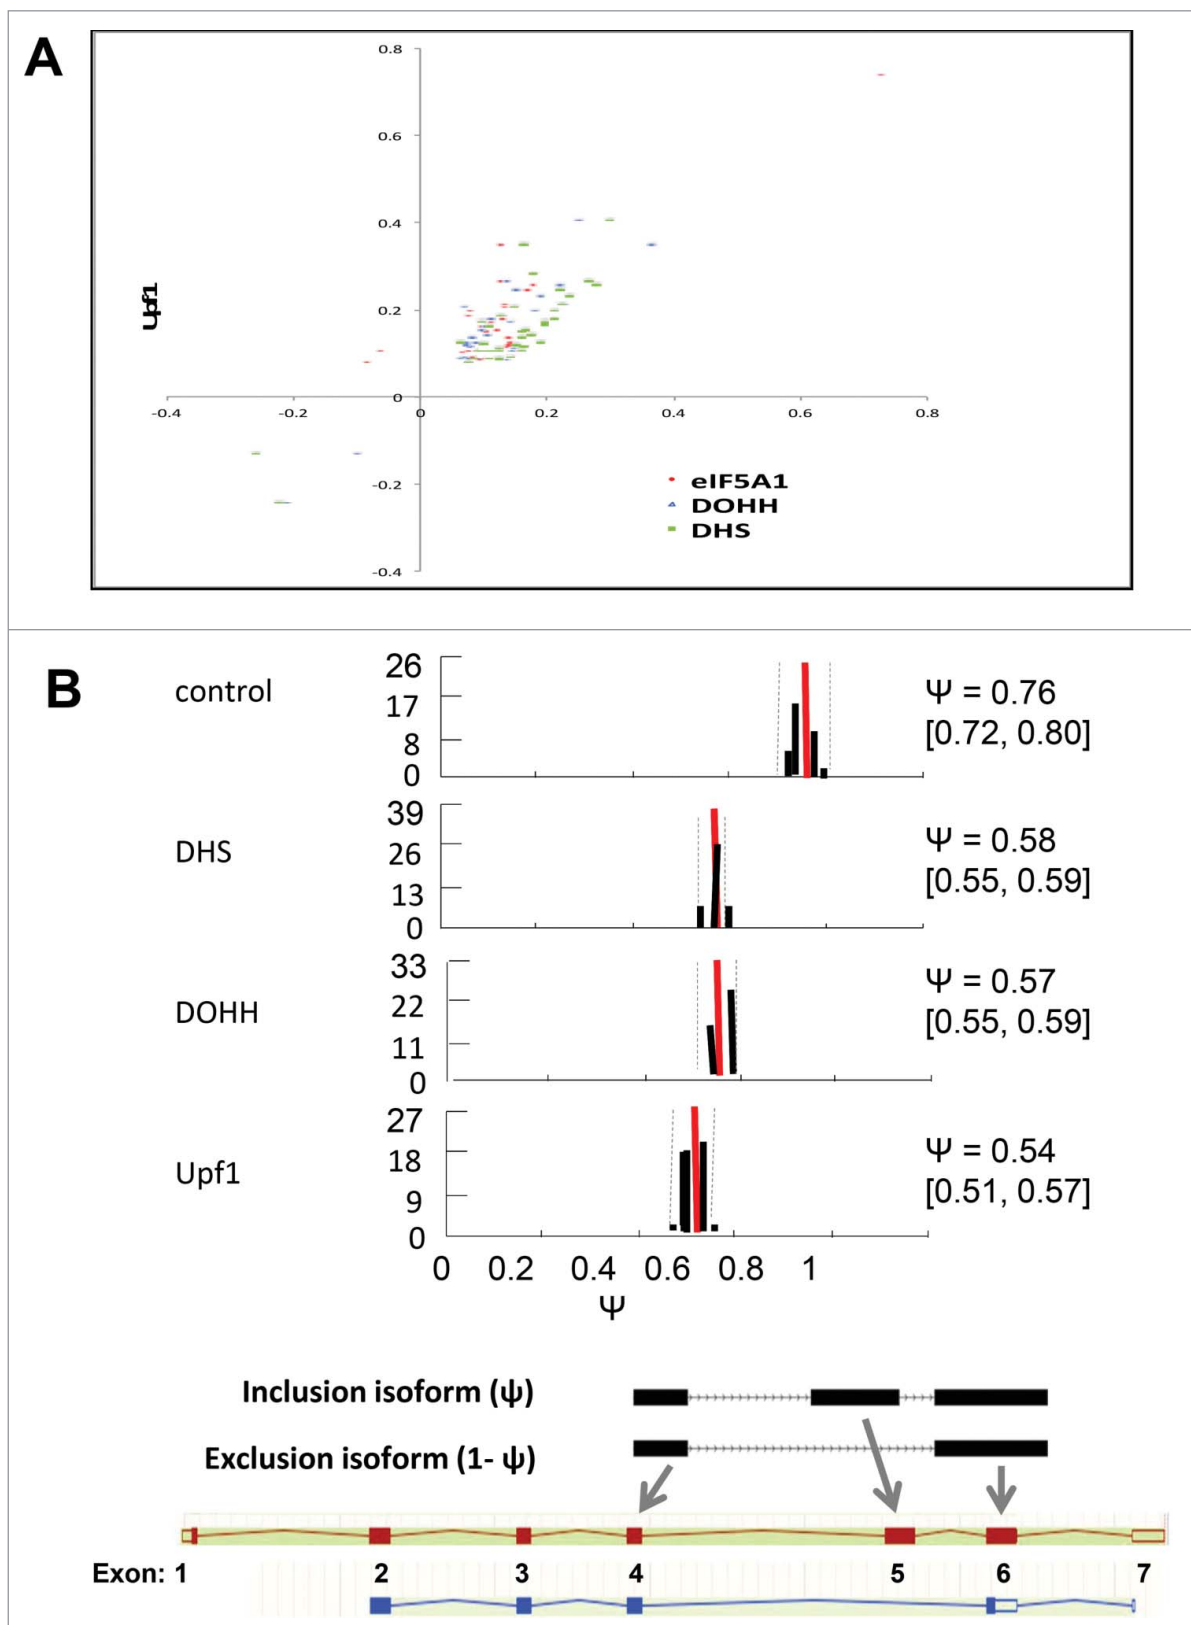 A
0.8
0.6
0.4
0.2
0
-0.2
-0.4
Upf1
-0.4 -0.2 0 0.2 0.4 0.6 0.8
eIF5A1
DOHH
DHS
B
control
26
17
8
0
Ψ = 0.76
[0.72, 0.80]
DHS
39
26
13
0
Ψ = 0.58
[0.55, 0.59]
DOHH
33
22
11
0
Ψ = 0.57
[0.55, 0.59]
Upf1
27
18
9
0
Ψ = 0.54
[0.51, 0.57]
0 0.2 0.4 0.6 0.8 1
Ψ
Inclusion isoform (ψ)
Exclusion isoform (1- ψ)
Exon: 1 2 3 4 5 6 7